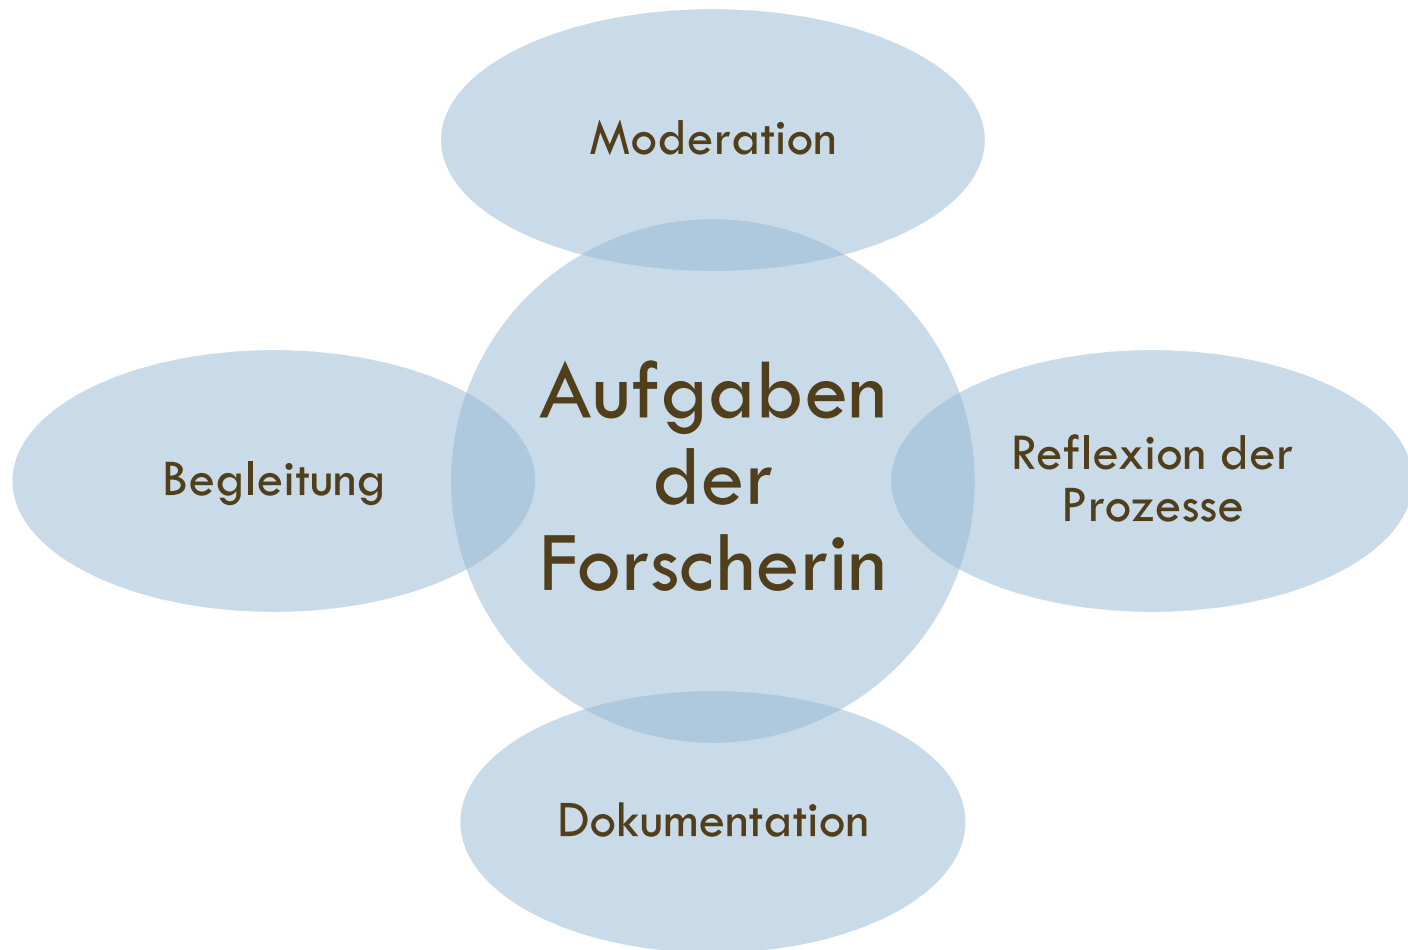 Moderation
Aufgaben
der
Forscherin
Begleitung
Reflexion der
Prozesse
Dokumentation